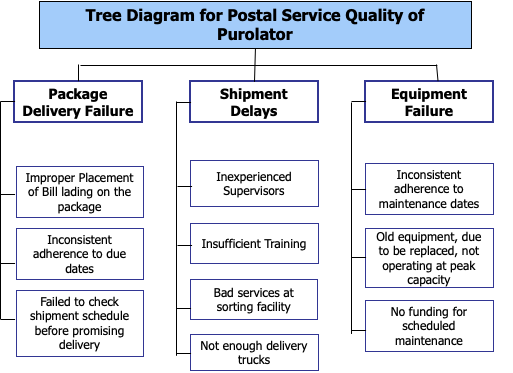 Tree Diagram for Postal Service Quality of
Purolator
Package
Delivery Failure
Improper Placement
of Bill lading on the
package
Inconsistent
adherence to due
dates
Failed to check
shipment schedule
before promising
delivery
Shipment
Delays
Inexperienced
Supervisors
Insufficient Training
Bad services at
sorting facility
Not enough delivery
trucks
Equipment
Failure
Inconsistent
adherence to
maintenance dates
Old equipment, due
to be replaced, not
operating at peak
capacity
No funding for
scheduled
maintenance